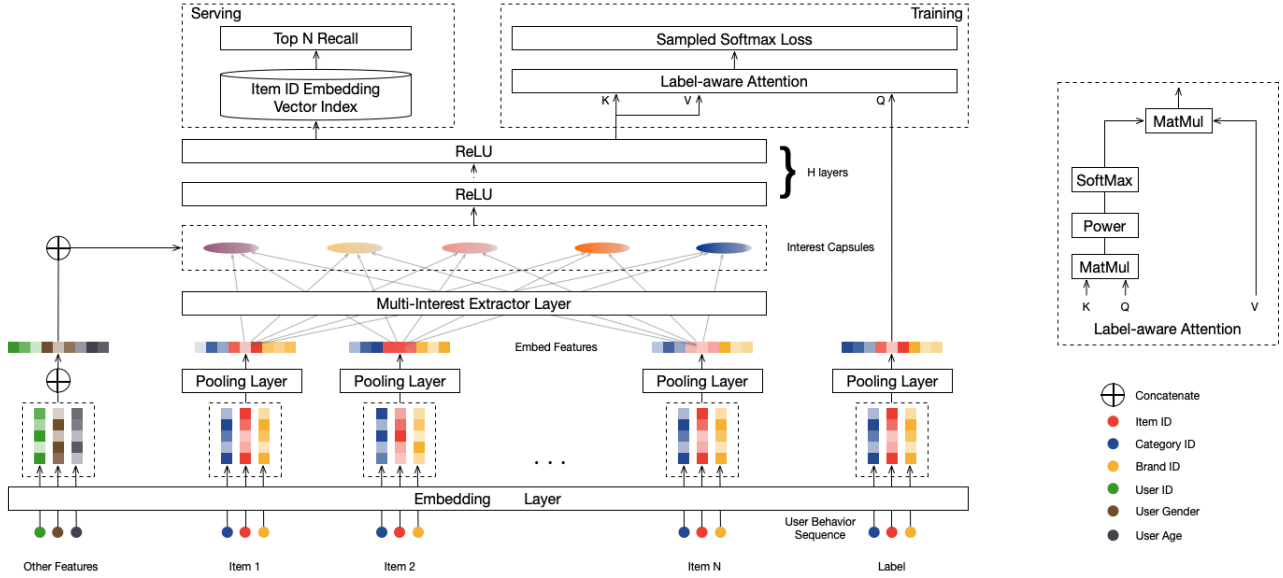 Serving
Training
Top N Recall
Sampled Softmax Loss
Item ID Embedding
Vector Index
Label-aware Attention
K
V
Q
ReLU
H layers
ReLU
Interest Capsules
Multi-Interest Extractor Layer
Embed Features
Pooling Layer
Pooling Layer
Pooling Layer
Pooling Layer
. . .
Embedding Layer
User Behavior
Sequence
Other Features
Item 1
Item 2
Item N
Label
MatMul
SoftMax
Power
MatMul
K
Q
V
Label-aware Attention
Concatenate
Item ID
Category ID
Brand ID
User ID
User Gender
User Age